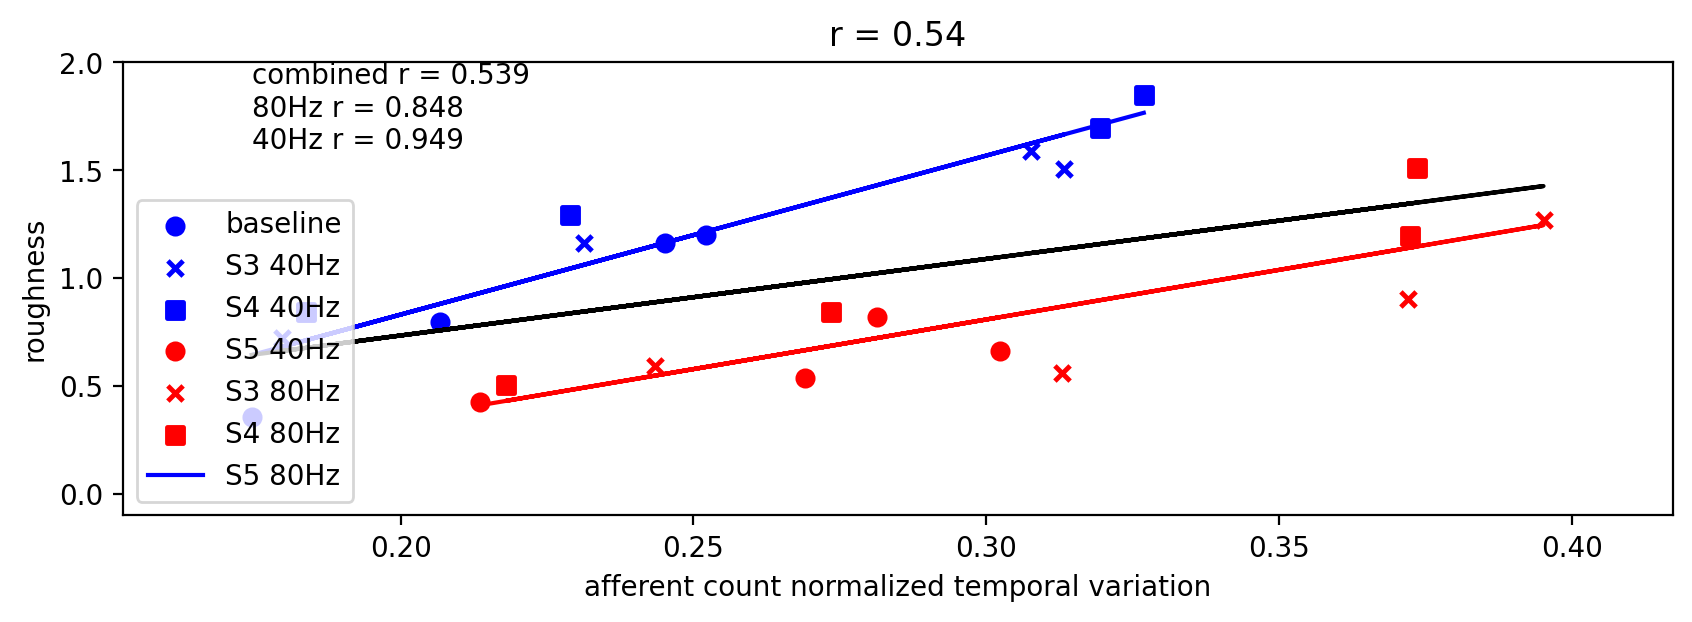 r = 0.54
combined r = 0.539
80Hz r = 0.848
40Hz r = 0.949
2.0
1.5
1.0
0.5
0.0
roughness
baseline
S3 40Hz
S4 40Hz
S5 40Hz
S3 80Hz
S4 80Hz
S5 80Hz
0.20 0.25 0.30 0.35 0.40
afferent count normalized temporal variation